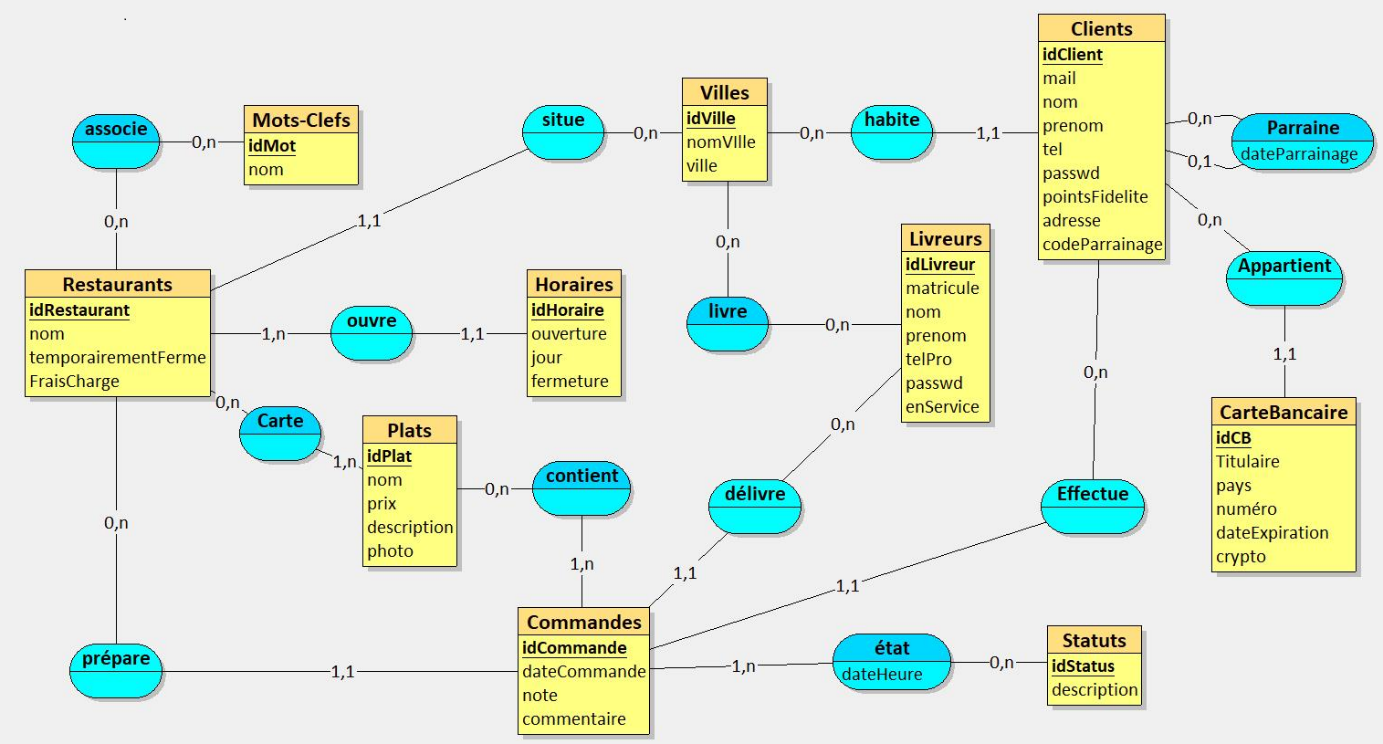 Clients
idClient
mail
nom
prenom
tel
passwd
pointsFidelite
adresse
codeParrainage
0,n
0,1
Parraine
dateParrainage
Villes
idVille
nomVIlle
ville
0,n
habite
1,1
situe
0,n
1,1
associe
0,n
Mots-Clefs
idMot
nom
0,n
0,n
livre
0,n
Livreurs
idLivreur
matricule
nom
prenom
telPro
passwd
enService
0,n
Appartient
1,1
CarteBancaire
idCB
Titulaire
pays
numéro
dateExpiration
crypto
Restaurants
idRestaurant
nom
temporairementFerme
FraisCharge
1,n
ouvre
1,1
Horaires
idHoraire
ouverture
jour
fermeture
0,n
Carte
1,n
Plats
idPlat
nom
prix
description
photo
0,n
contient
1,n
0,n
délivre
1,1
0,n
Effectue
1,1
0,n
prépare
1,1
Commandes
idCommande
dateCommande
note
commentaire
1,n
état
dateHeure
0,n
Statuts
idStatus
description